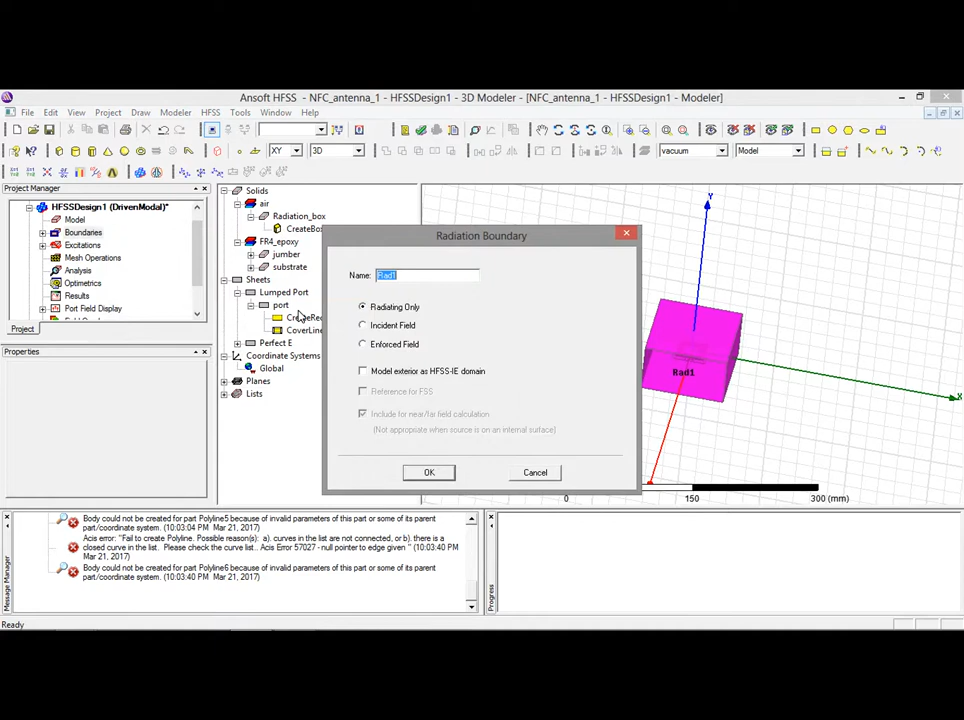 Ansoft HFSS - NFC_antenna_1 - HFSSDesign1 - 3D Modeler - [NFC_antenna_1 - HFSSDesign1 - Modeler]
File Edit View Project Draw Modeler HFSS Tools Window Help
XY 3D vacuum Model
Project Manager
HFSSDesign1 (DrivenModal)*
Model
Boundaries
Excitations
Mesh Operations
Analysis
Optimetrics
Results
Port Field Display
Project
Properties
Solids
air
Radiation_box
CreateBo
FR4_epoxy
jumber
substrate
Sheets
Lumped Port
port
CreateRec
CoverLine
Perfect E
Coordinate Systems
Global
Planes
Lists
Radiation Boundary
Name: Rad1
Radiating Only
Incident Field
Enforced Field
Model exterior as HFSS-IE domain
Reference for FSS
Include for near/far field calculation
(Not appropriate when source is on an internal surface)
OK Cancel
Y
Rad1
X
0 150 300 (mm)
Body could not be created for part Polyline5 because of invalid parameters of this part or some of its parent
part/coordinate system. (10:03:04 PM Mar 21, 2017)
Acis error: "Fail to create Polyline. Possible reason(s): a). curves in the list are not connected, or b). there is a
closed curve in the list. Please check the curve list.. Acis Error 57027 - null pointer to edge given " (10:03:40 PM
Mar 21, 2017)
Body could not be created for part Polyline6 because of invalid parameters of this part or some of its parent
part/coordinate system. (10:03:40 PM Mar 21, 2017)
Message Manager
Progress
Ready